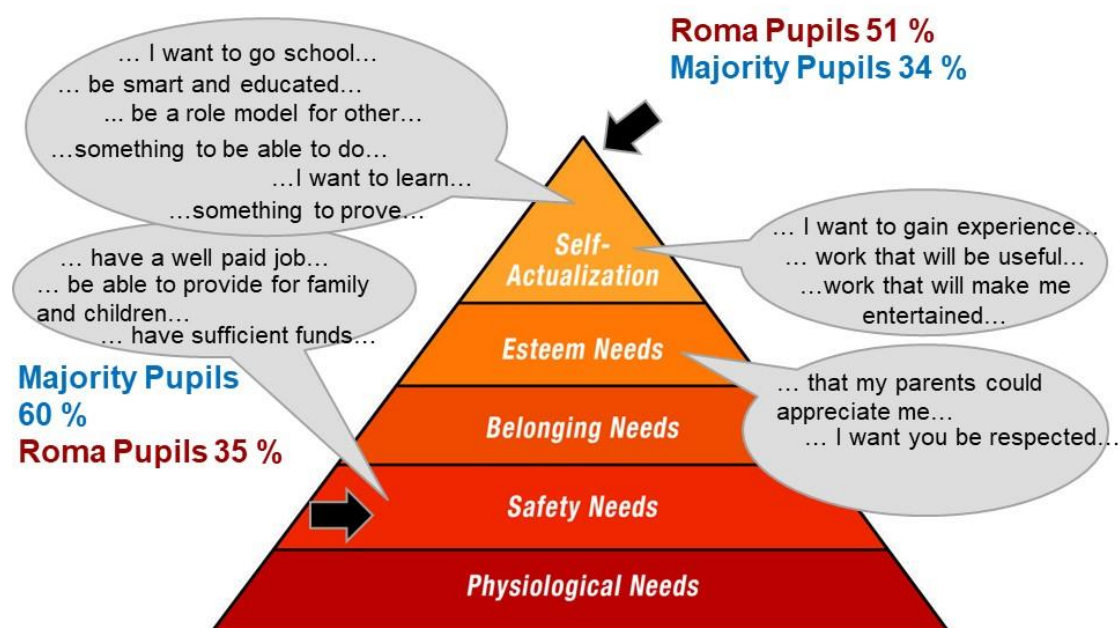 Roma Pupils 51 %
Majority Pupils 34 %
… I want to go school…
… be smart and educated…
… be a role model for other…
…something to be able to do…
…I want to learn…
…something to prove…
… have a well paid job…
… be able to provide for family
and children…
… have sufficient funds…
Majority Pupils
60 %
Roma Pupils 35 %
Self-
Actualization
Esteem Needs
Belonging Needs
Safety Needs
Physiological Needs
… I want to gain experience…
… work that will be useful…
…work that will make me
entertained…
… that my parents could
appreciate me…
… I want you be respected…